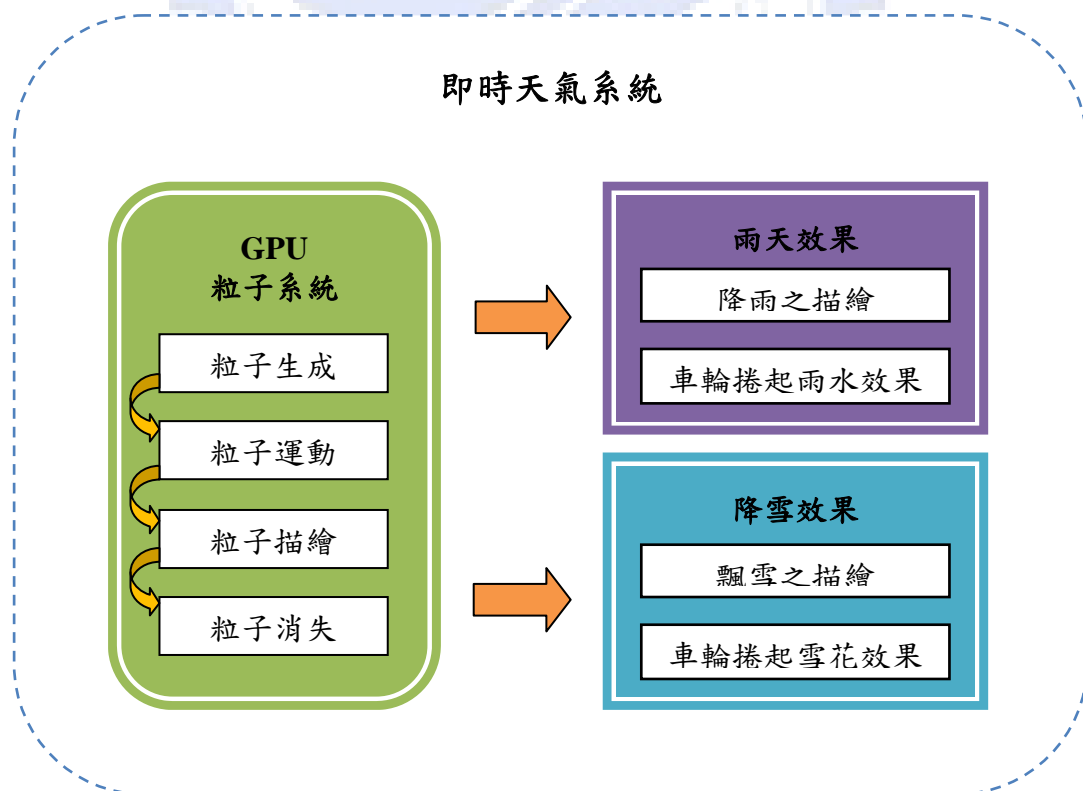 即時天氣系統
GPU
粒子系統
粒子生成
粒子運動
粒子描繪
粒子消失
雨天效果
降雨之描繪
車輪捲起雨水效果
降雪效果
飄雪之描繪
車輪捲起雪花效果